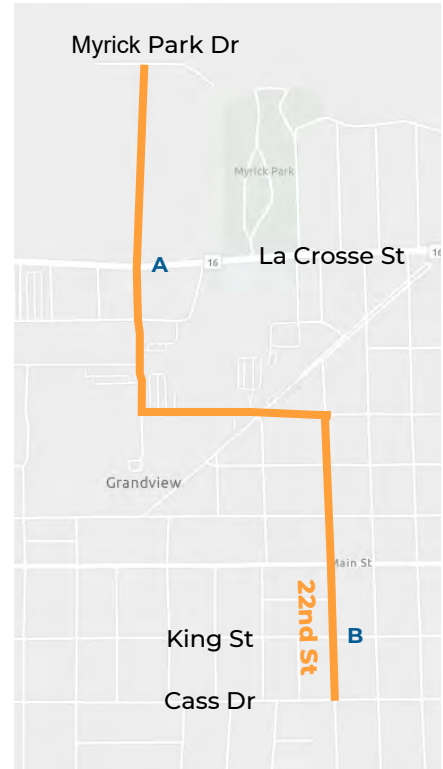 Myrick Park Dr
Myrick Park
A
16
La Crosse St
16
Grandview
Main St
22nd St
King St
B
Cass Dr